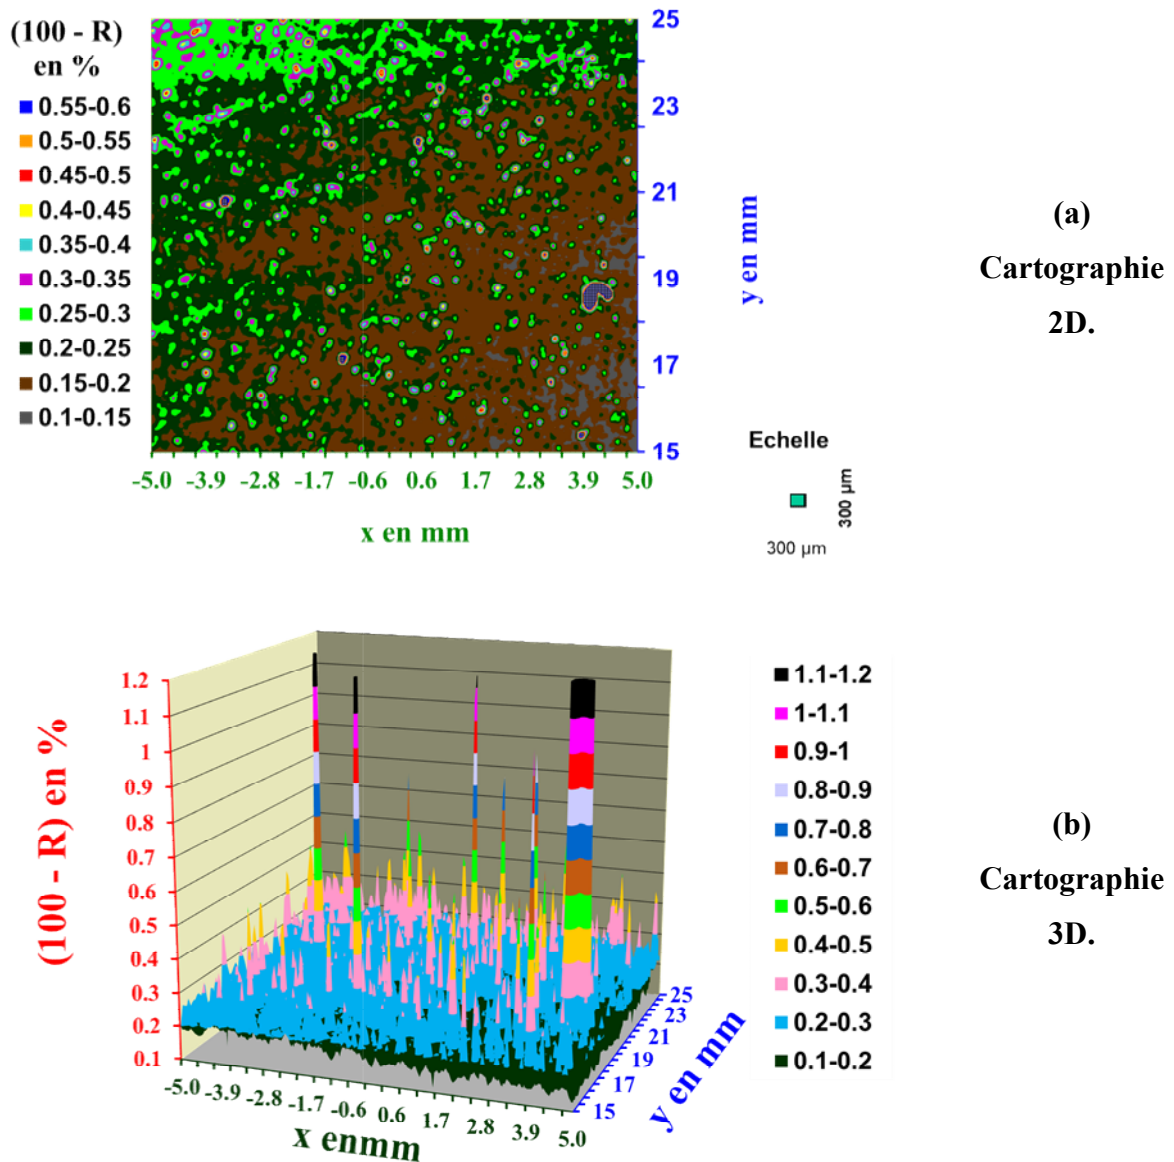 (100 - R)
en %
0.55-0.6
0.5-0.55
0.45-0.5
0.4-0.45
0.35-0.4
0.3-0.35
0.25-0.3
0.2-0.25
0.15-0.2
0.1-0.15
25
23
21
19
17
15
y en mm
-5.0 -3.9 -2.8 -1.7 -0.6 0.6 1.7 2.8 3.9 5.0
x en mm
Echelle
300 µm
300 µm
(a)
Cartographie
2D.
(100 - R) en %
1.2
1.1
1
0.9
0.8
0.7
0.6
0.5
0.4
0.3
0.2
0.1
-5.0 -3.9 -2.8 -1.7 -0.6 0.6 1.7 2.8 3.9 5.0
x enmm
25
23
21
19
17
15
y en mm
1.1-1.2
1-1.1
0.9-1
0.8-0.9
0.7-0.8
0.6-0.7
0.5-0.6
0.4-0.5
0.3-0.4
0.2-0.3
0.1-0.2
(b)
Cartographie
3D.